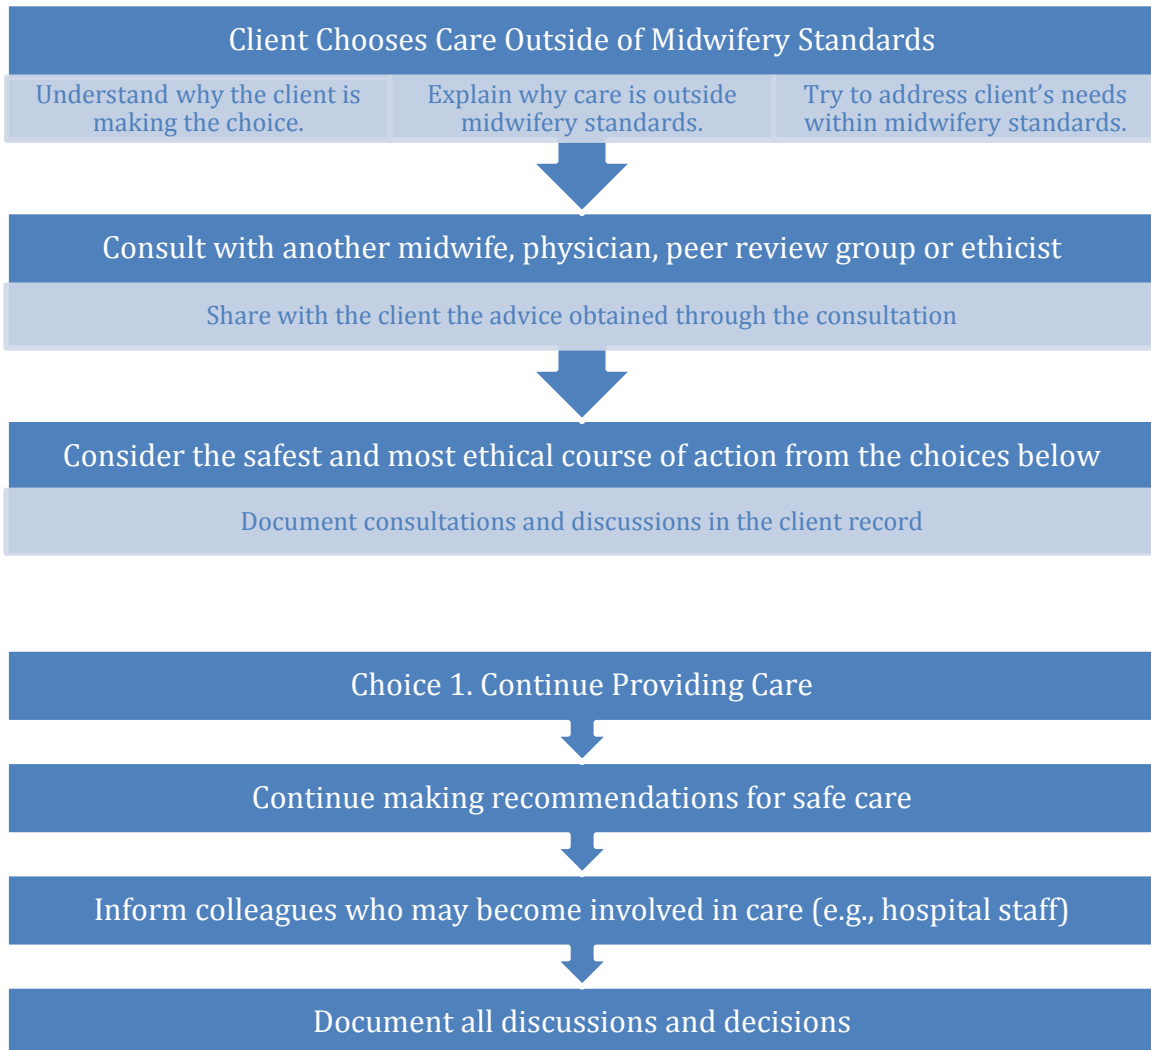 Client Chooses Care Outside of Midwifery Standards
Understand why the client is
making the choice.
Explain why care is outside
midwifery standards.
Try to address client's needs
within midwifery standards.
Consult with another midwife, physician, peer review group or ethicist
Share with the client the advice obtained through the consultation
Consider the safest and most ethical course of action from the choices below
Document consultations and discussions in the client record
Choice 1. Continue Providing Care
Continue making recommendations for safe care
Inform colleagues who may become involved in care (e.g., hospital staff)
Document all discussions and decisions